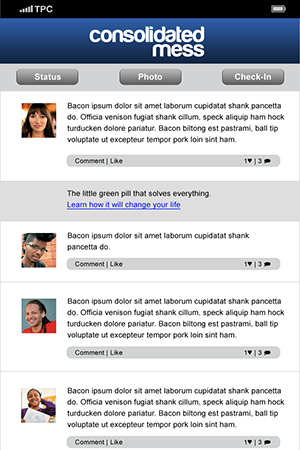 TPC
consolidated
mess
Status Photo Check-In
Bacon ipsum dolor sit amet laborum cupidatat shank pancetta
do. Officia venison fugiat shank cillum, speck aliquip ham hock
turducken dolore pariatur. Bacon biltong est pastrami, ball tip
voluptate ut excepteur tempor pork loin sint ham.
Comment | Like 1♥ | 3
The little green pill that solves everything.
Learn how it will change your life
Bacon ipsum dolor sit amet laborum cupidatat shank
pancetta do.
Comment | Like 1♥ | 3
Bacon ipsum dolor sit amet laborum cupidatat shank pancetta
do. Officia venison fugiat shank cillum, speck aliquip ham hock
turducken dolore pariatur. Bacon biltong est pastrami, ball tip
voluptate ut excepteur tempor pork loin sint ham.
Comment | Like 1♥ | 3
Bacon ipsum dolor sit amet laborum cupidatat shank pancetta
do. Officia venison fugiat shank cillum, speck aliquip ham hock
turducken dolore pariatur. Bacon biltong est pastrami, ball tip
voluptate ut excepteur tempor pork loin sint ham.
Comment | Like 1♥ | 3